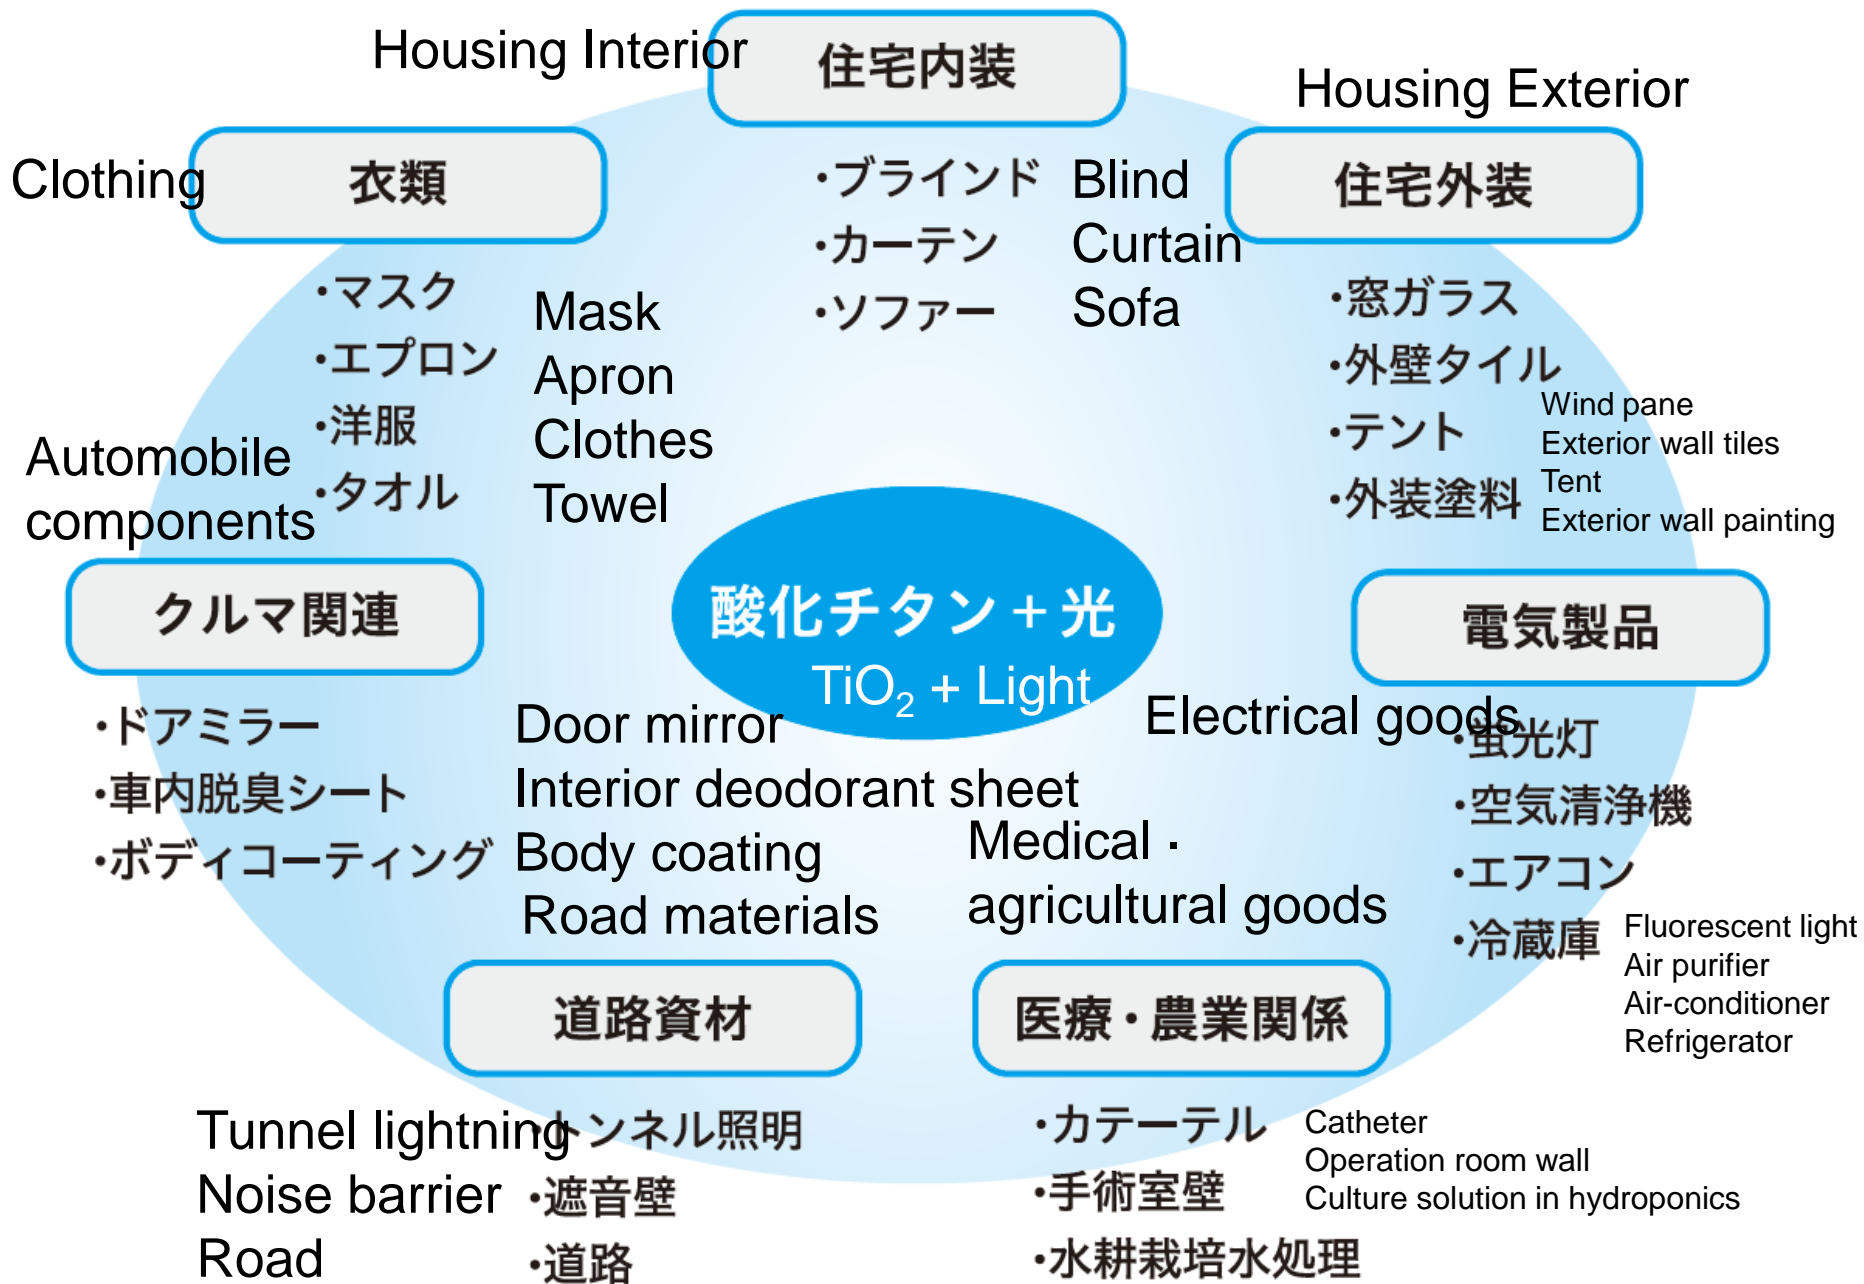 Housing Interior
住宅内装
・ブラインド Blind
・カーテン Curtain
・ソファー Sofa
Housing Exterior
住宅外装
・窓ガラス
・外壁タイル
・テント
・外装塗料
Wind pane
Exterior wall tiles
Tent
Exterior wall painting
Clothing
衣類
・マスク
・エプロン
・洋服
・タオル
Mask
Apron
Clothes
Towel
酸化チタン+光
TiO₂ + Light
Automobile
components
クルマ関連
・ドアミラー
・車内脱臭シート
・ボディコーティング
Door mirror
Interior deodorant sheet
Body coating
電気製品
Electrical goods
・蛍光灯
・空気清浄機
・エアコン
・冷蔵庫
Fluorescent light
Air purifier
Air-conditioner
Refrigerator
Road materials
道路資材
Tunnel lightning ・トンネル照明
Noise barrier ・遮音壁
Road ・道路
Medical ·
agricultural goods
医療・農業関係
・カテーテル
・手術室壁
・水耕栽培水処理
Catheter
Operation room wall
Culture solution in hydroponics